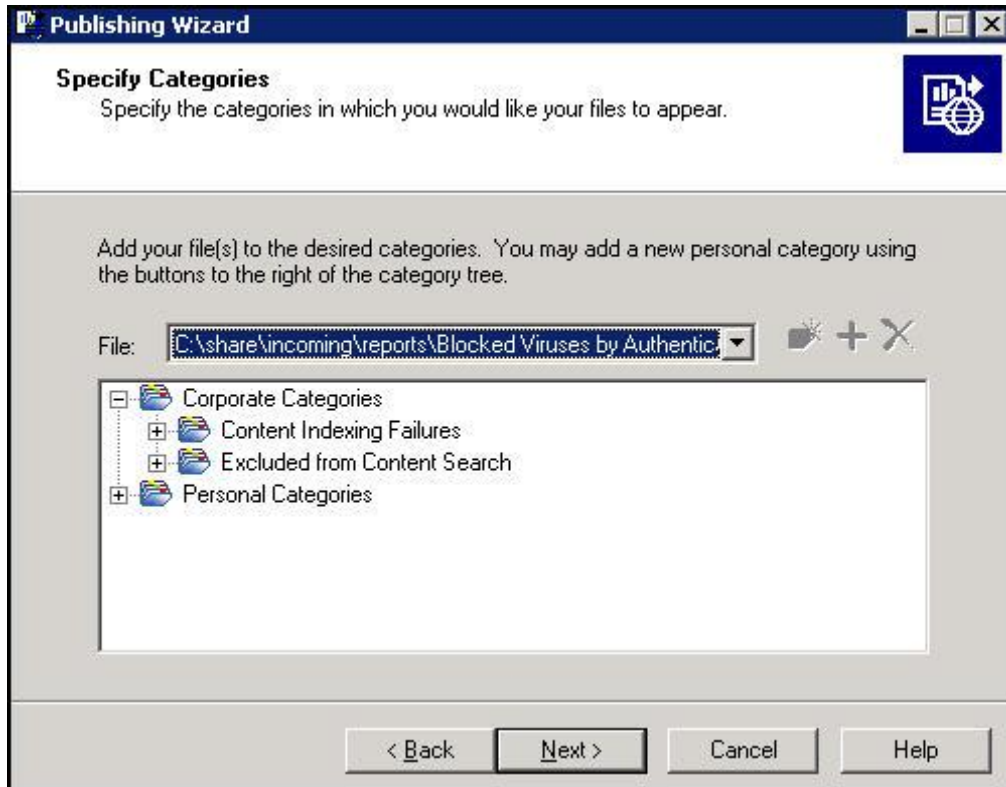 Publishing Wizard
Specify Categories
Specify the categories in which you would like your files to appear.
Add your file(s) to the desired categories. You may add a new personal category using
the buttons to the right of the category tree.
File: C:\share\incoming\reports\Blocked Viruses by Authentic
Corporate Categories
Content Indexing Failures
Excluded from Content Search
Personal Categories
< Back Next > Cancel Help